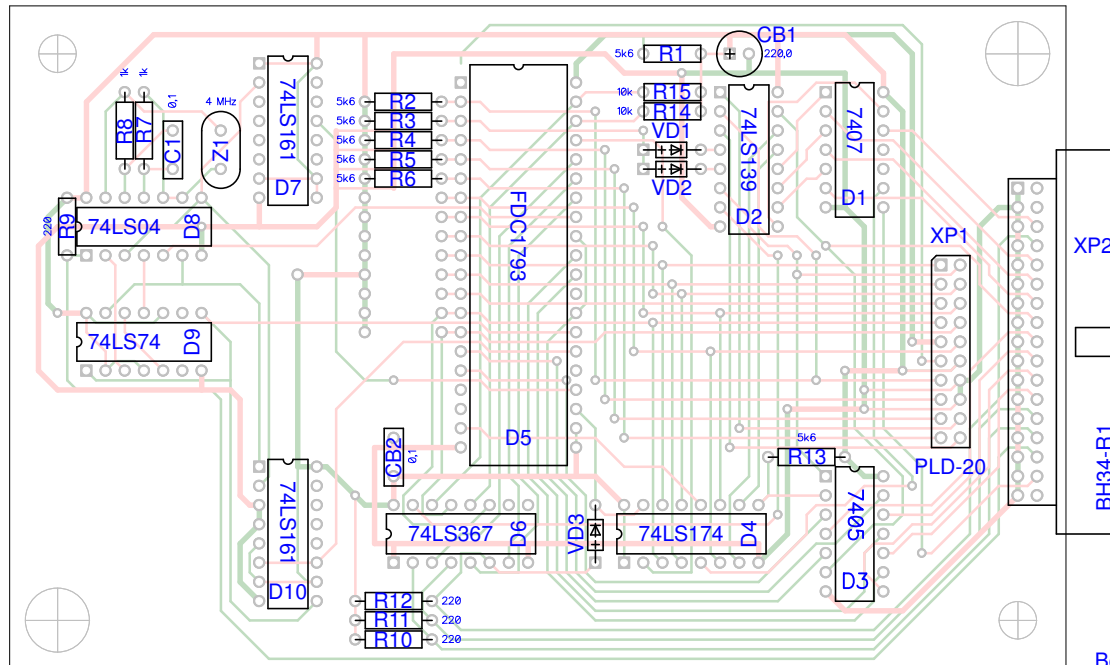 CB1
220,0
5k6
R1
1k
1k
0,1
4 MHz
R8
R7
C1
Z1
74LS161
D7
5k6
R2
R3
5k6
R4
R5
5k6
R6
FDC1793
D5
10k
R15
10k
R14
VD1
VD2
74LS139
D2
7407
D1
220
R9
74LS04
D8
74LS74
D9
XP1
PLD-20
XP2
BH34-R1
CB2
0,1
5k6
R13
74LS161
D10
74LS367
D6
VD3
74LS174
D4
7405
D3
R12
220
R11
220
R10
220